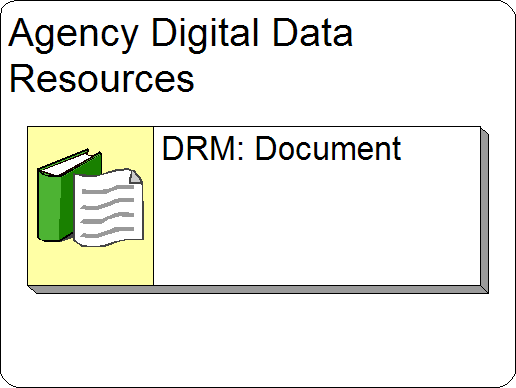 Agency Digital Data
Resources
DRM: Document